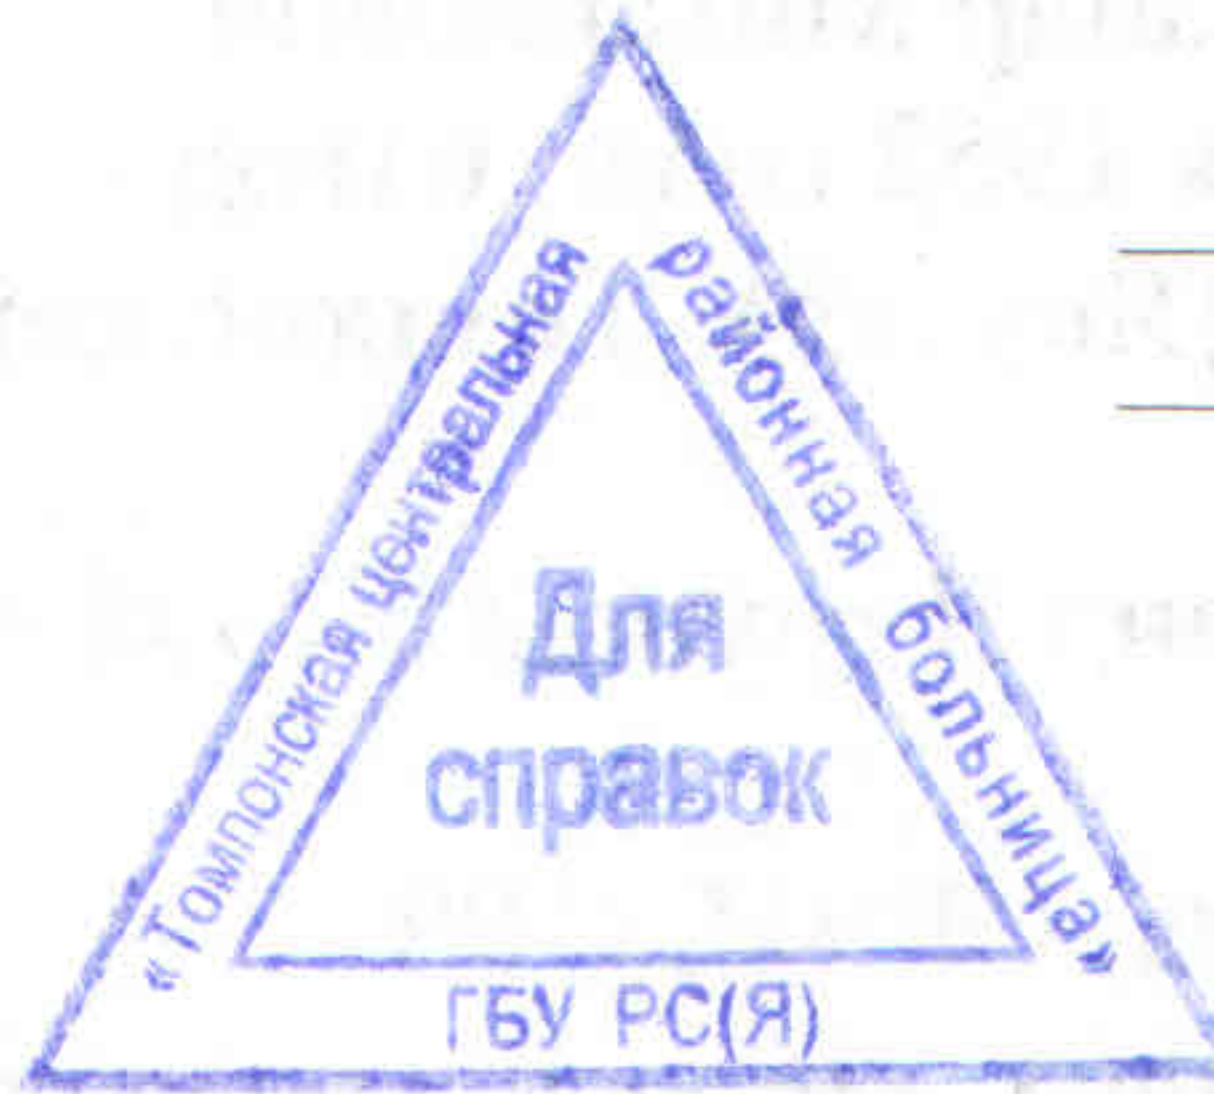 «Томпонская центральная
районная больница»
ГБУ РС(Я)
Для
справок